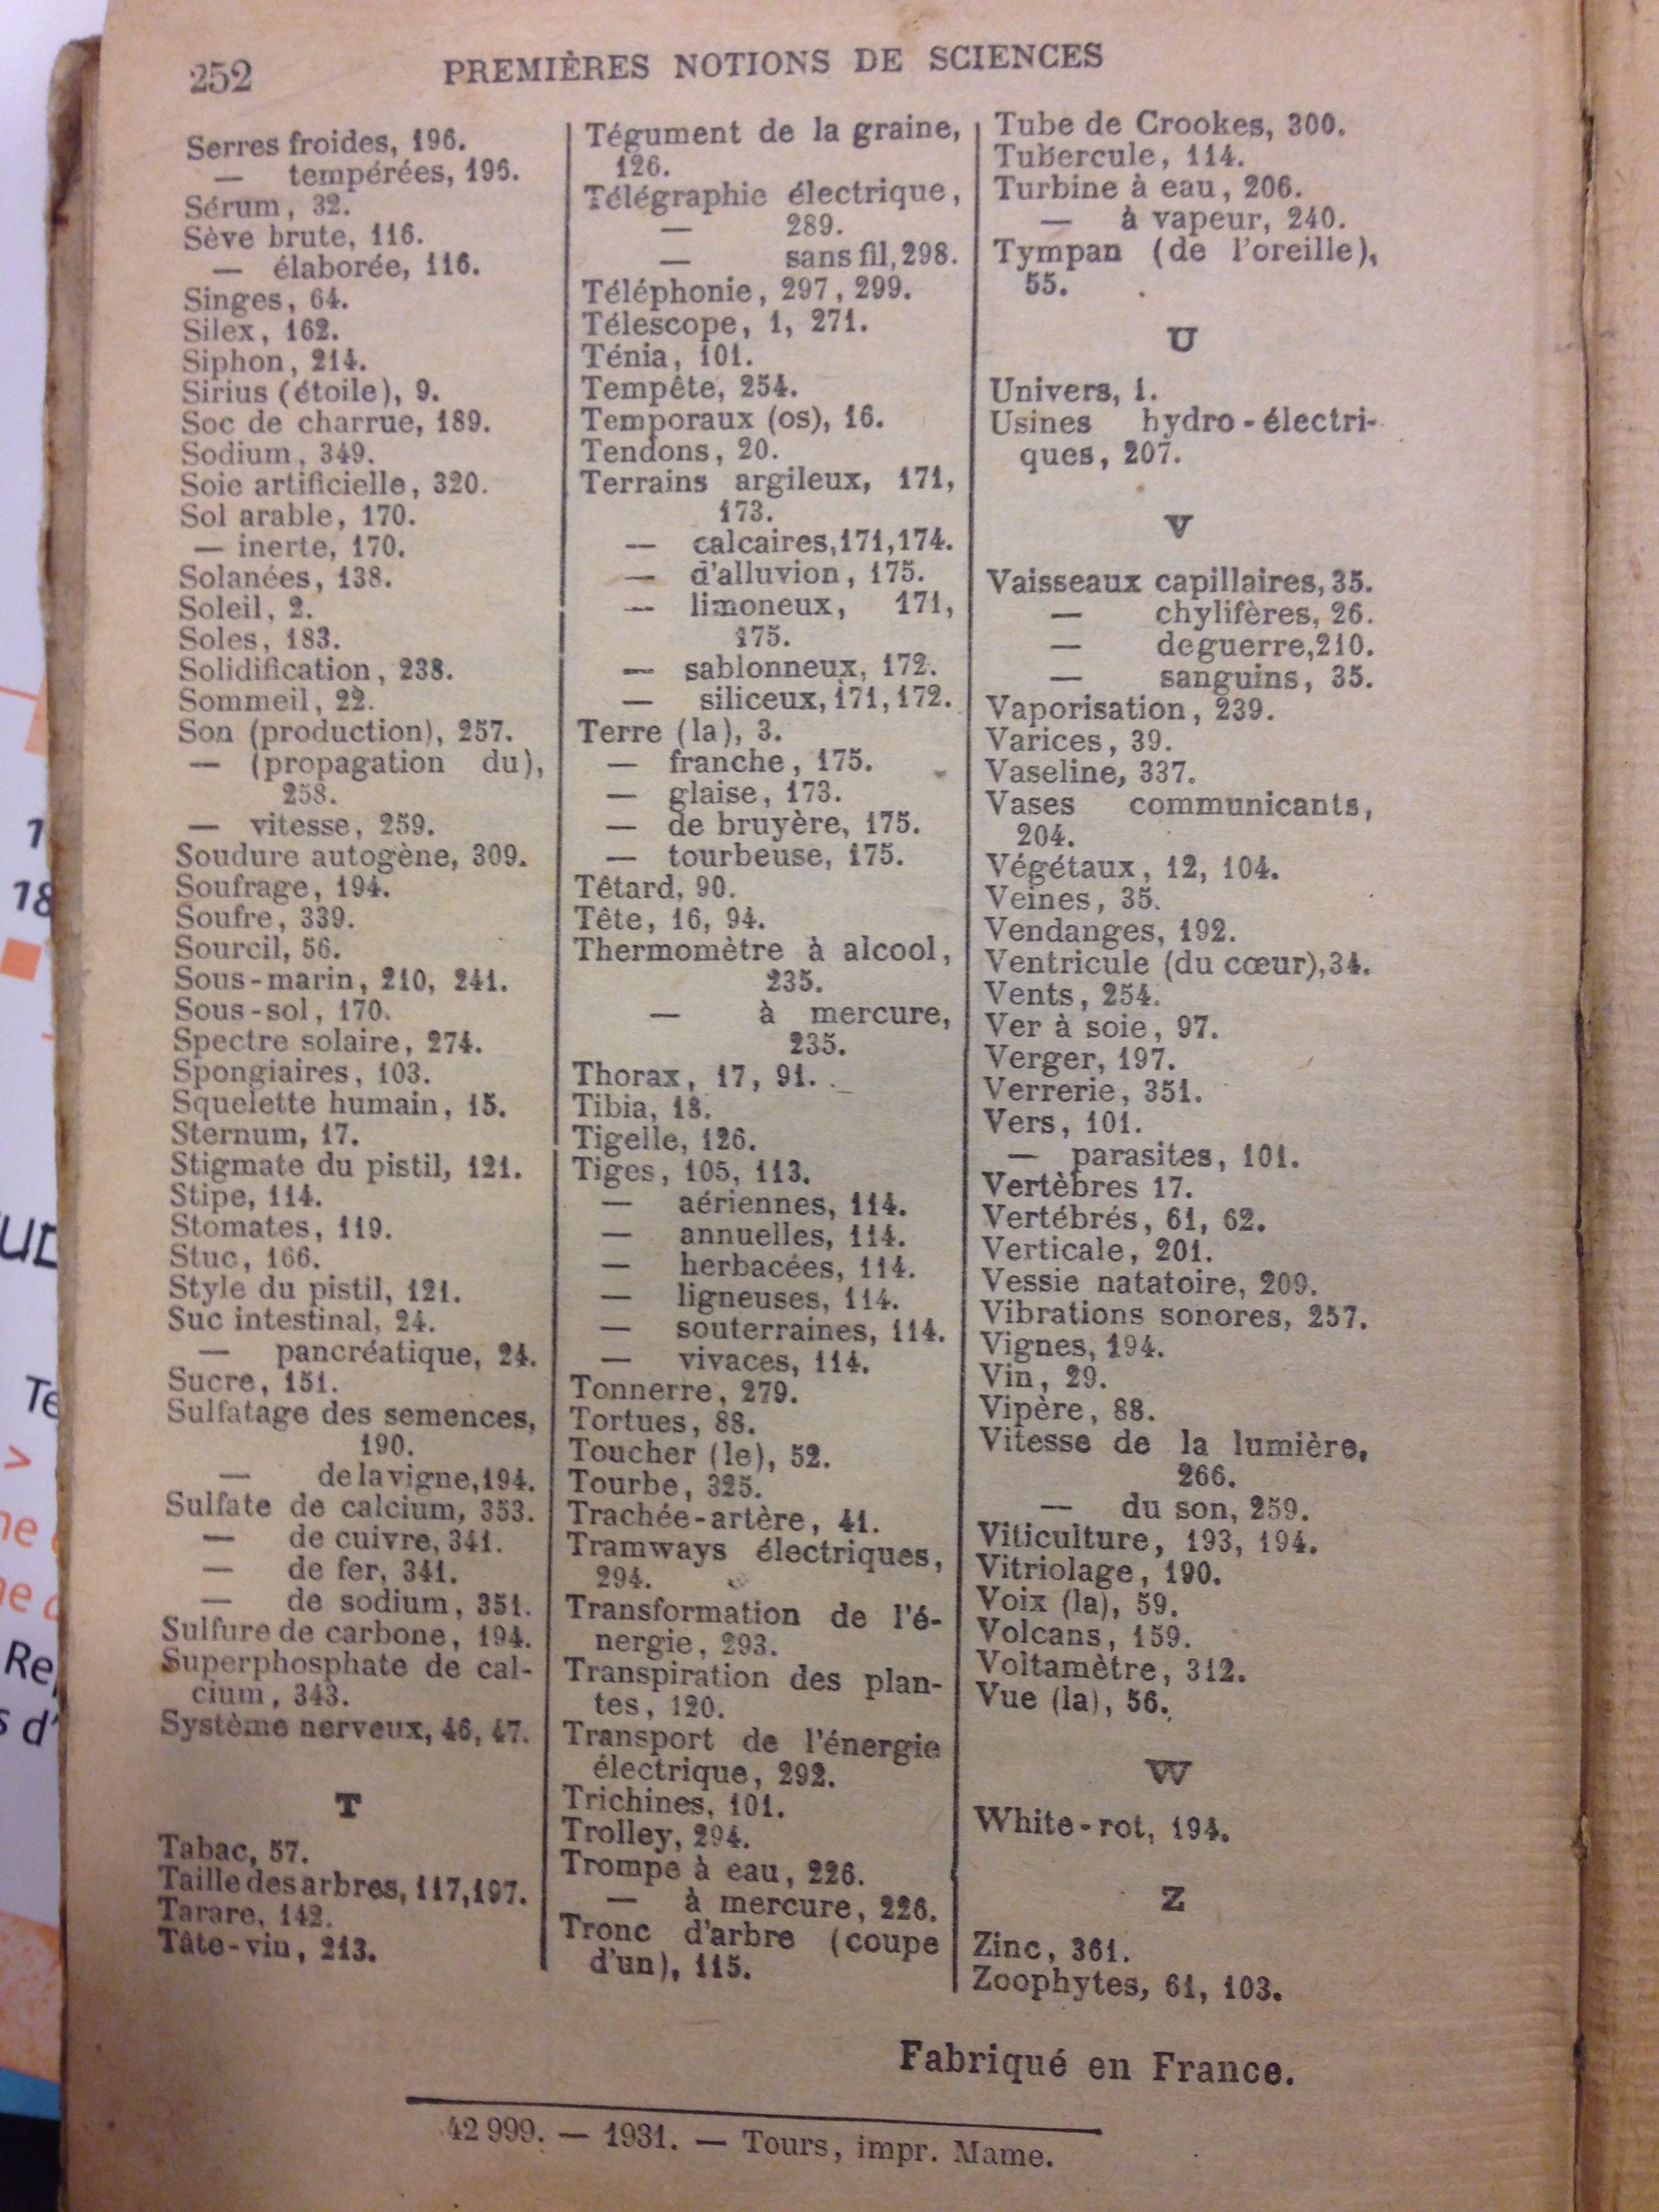 252
PREMIÈRES NOTIONS DE SCIENCES
Serres froides, 196.
— tempérées, 196.
Sérum, 32.
Sève brute, 116.
— élaborée, 116.
Singes, 64.
Silex, 162.
Siphon, 214.
Sirius (étoile), 9.
Soc de charrue, 189.
Sodium, 349.
Soie artificielle, 320.
Sol arable, 170.
— inerte, 170.
Solanées, 138.
Soleil, 2.
Soles, 183.
Solidification, 238.
Sommeil, 22.
Son (production), 257.
— (propagation du),
258.
— vitesse, 259.
Soudure autogène, 309.
Soufrage, 194.
Soufre, 339.
Sourcil, 56.
Sous-marin, 210, 241.
Sous-sol, 170.
Spectre solaire, 274.
Spongiaires, 103.
Squelette humain, 15.
Sternum, 17.
Stigmate du pistil, 121.
Stipe, 114.
Stomates, 119.
Stuc, 166.
Style du pistil, 121.
Suc intestinal, 24.
— pancréatique, 24.
Sucre, 151.
Sulfatage des semences,
190.
— de la vigne, 194.
Sulfate de calcium, 353.
— de cuivre, 341.
— de fer, 341.
— de sodium, 351.
Sulfure de carbone, 194.
Superphosphate de cal-
cium, 343.
Système nerveux, 46, 47.
T
Tabac, 57.
Taille des arbres, 117, 197.
Tarare, 142.
Tâte-vin, 213.
Tégument de la graine,
126.
Télégraphie électrique,
— 289.
— sans fil, 298.
Téléphonie, 297, 299.
Télescope, 1, 271.
Ténia, 101.
Tempête, 254.
Temporaux (os), 16.
Tendons, 20.
Terrains argileux, 171,
173.
— calcaires, 171, 174.
— d'alluvion, 175.
— limoneux, 171,
175.
— sablonneux, 172.
— siliceux, 171, 172.
Terre (la), 3.
— franche, 175.
— glaise, 173.
— de bruyère, 175.
— tourbeuse, 175.
Têtard, 90.
Tête, 16, 94.
Thermomètre à alcool,
235.
— à mercure,
235.
Thorax, 17, 91.
Tibia, 18.
Tigelle, 126.
Tiges, 105, 113.
— aériennes, 114.
— annuelles, 114.
— herbacées, 114.
— ligneuses, 114.
— souterraines, 114.
— vivaces, 114.
Tonnerre, 279.
Tortues, 88.
Toucher (le), 52.
Tourbe, 325.
Trachée-artère, 41.
Tramways électriques,
294.
Transformation de l'é-
nergie, 293.
Transpiration des plan-
tes, 120.
Transport de l'énergie
électrique, 292.
Trichines, 101.
Trolley, 294.
Trompe à eau, 226.
— à mercure, 226.
Tronc d'arbre (coupe
d'un), 115.
Tube de Crookes, 300.
Tubercule, 114.
Turbine à eau, 206.
— à vapeur, 240.
Tympan (de l'oreille),
55.
U
Univers, 1.
Usines hydro-électri-
ques, 207.
V
Vaisseaux capillaires, 35.
— chylifères, 26.
— de guerre, 210.
— sanguins, 35.
Vaporisation, 239.
Varices, 39.
Vaseline, 337.
Vases communicants,
204.
Végétaux, 12, 104.
Veines, 35.
Vendanges, 192.
Ventricule (du cœur), 34.
Vents, 254.
Ver à soie, 97.
Verger, 197.
Verrerie, 351.
Vers, 101.
— parasites, 101.
Vertèbres 17.
Vertébrés, 61, 62.
Verticale, 201.
Vessie natatoire, 209.
Vibrations sonores, 257.
Vignes, 194.
Vin, 29.
Vipère, 88.
Vitesse de la lumière,
266.
— du son, 259.
Viticulture, 193, 194.
Vitriolage, 190.
Voix (la), 59.
Volcans, 159.
Voltamètre, 312.
Vue (la), 56.
W
White-rot, 194.
Z
Zinc, 361.
Zoophytes, 61, 103.
Fabriqué en France.
42 999. — 1931. — Tours, impr. Mame.